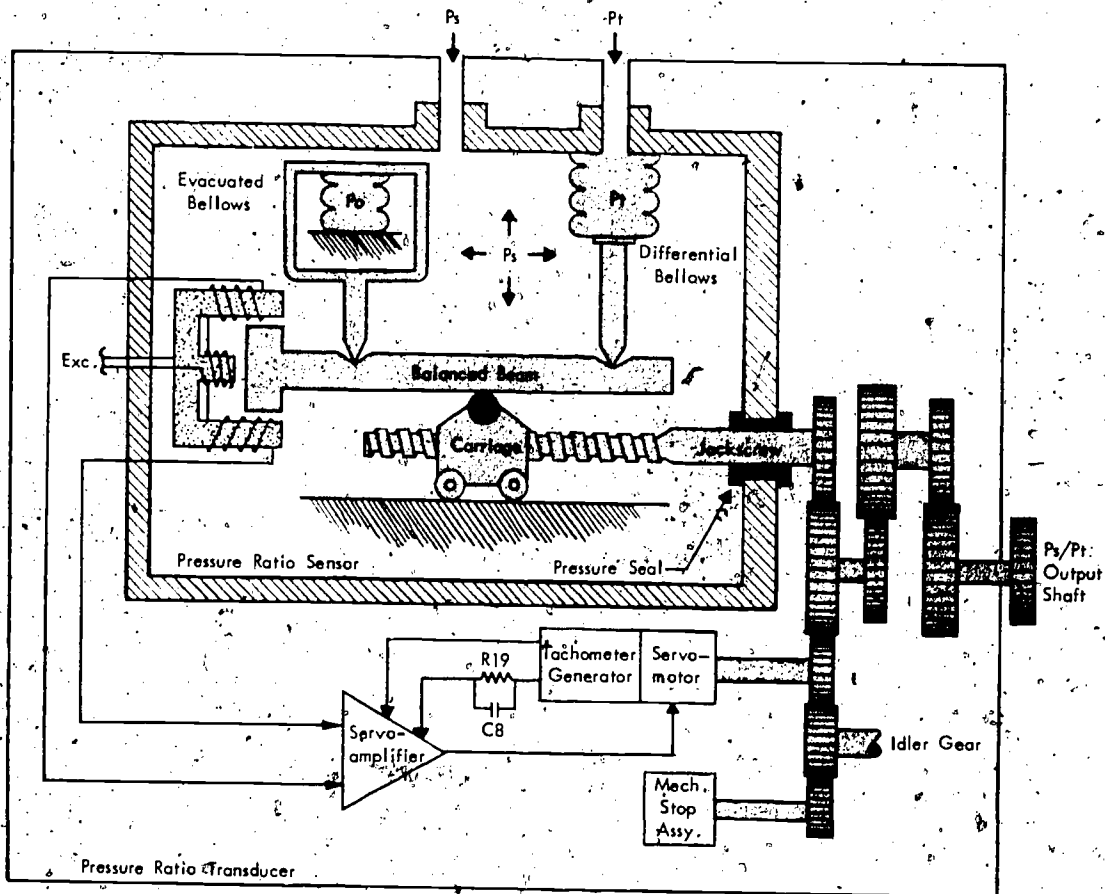 Ps
Pt
Evacuated
Bellows
Po
Pt
Ps
Differential
Bellows
Exc.
Balanced Beam
Carriage
Jackscrew
Pressure Ratio Sensor
Pressure Seal
Ps/Pt
Output
Shaft
R19
C8
Tachometer
Generator
Servo-
motor
Servo-
amplifier
Idler Gear
Mech.
Stop
Assy.
Pressure Ratio Transducer